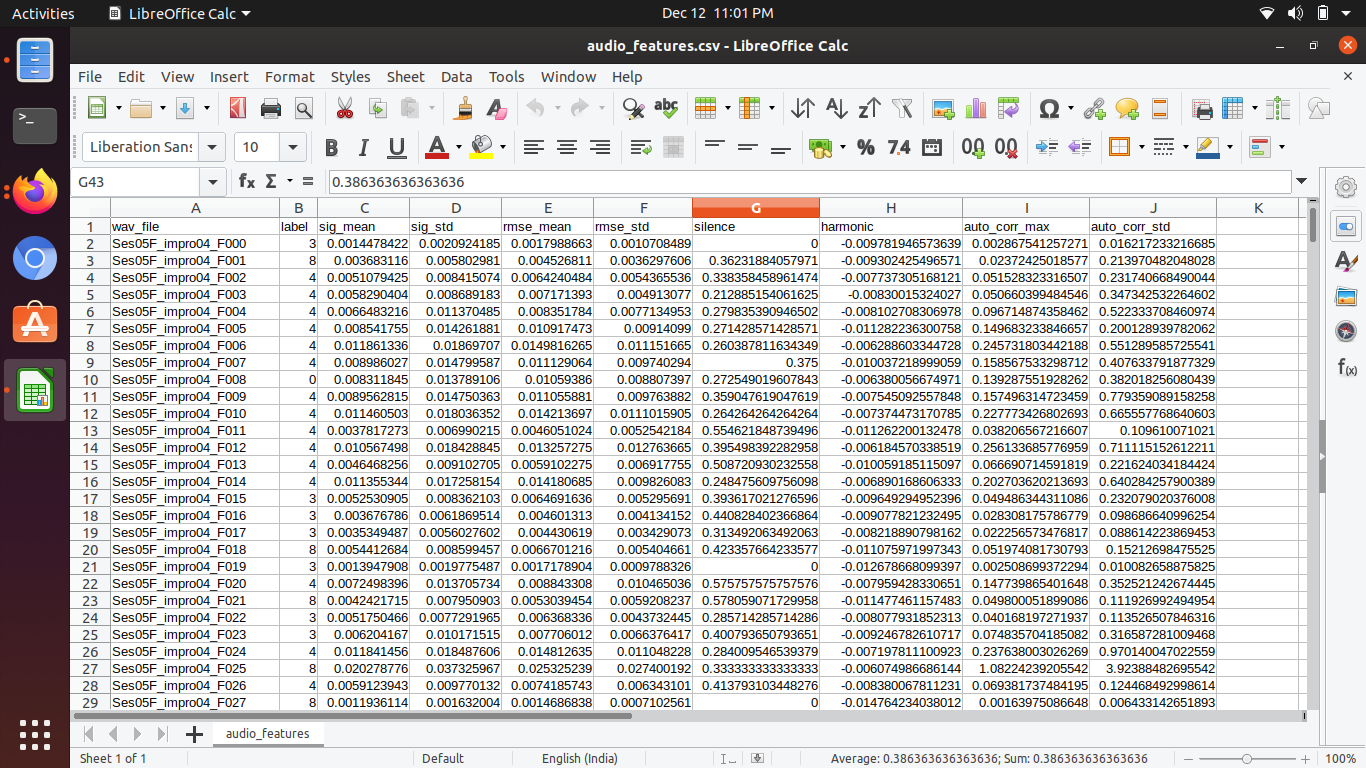 Activities LibreOffice Calc Dec 12 11:01 PM
audio_features.csv - LibreOffice Calc
File Edit View Insert Format Styles Sheet Data Tools Window Help
Liberation Sans 10
G43 0.386363636363636
A B C D E F G H I J K
1 wav_file label sig_mean sig_std rmse_mean rmse_std silence harmonic auto_corr_max auto_corr_std
2 Ses05F_impro04_F000 3 0.0014478422 0.0020924185 0.0017988663 0.0010708489 0 -0.009781946573639 0.002867541257271 0.016217233216685
3 Ses05F_impro04_F001 8 0.003683116 0.005802981 0.004526811 0.0036297606 0.36231884057971 -0.009302425496571 0.02372425018577 0.213970482048028
4 Ses05F_impro04_F002 4 0.0051079425 0.008415074 0.0064240484 0.0054365536 0.338358458961474 -0.007737305168121 0.051528323316507 0.231740668490044
5 Ses05F_impro04_F003 4 0.0058290404 0.008689183 0.007171393 0.004913077 0.212885154061625 -0.00830015324027 0.050660399484546 0.347342532264602
6 Ses05F_impro04_F004 4 0.0066483216 0.011370485 0.008351784 0.0077134953 0.279835390946502 -0.008102708306978 0.096714874358462 0.522333708460974
7 Ses05F_impro04_F005 4 0.008541755 0.014261881 0.010917473 0.00914099 0.271428571428571 -0.011282236300758 0.149683233846657 0.200128939782062
8 Ses05F_impro04_F006 4 0.011861336 0.01869707 0.0149816265 0.011151665 0.260387811634349 -0.006288603344728 0.245731803442188 0.551289585725541
9 Ses05F_impro04_F007 4 0.008986027 0.014799587 0.011129064 0.009740294 0.375 -0.010037218999059 0.158567533298712 0.407633791877329
10 Ses05F_impro04_F008 0 0.008311845 0.013789106 0.01059386 0.008807397 0.272549019607843 -0.006380056674971 0.139287551928262 0.382018256080439
11 Ses05F_impro04_F009 4 0.0089562815 0.014750363 0.011053881 0.009763882 0.359047619047619 -0.007545092557848 0.157496314723459 0.779359089158258
12 Ses05F_impro04_F010 4 0.011460503 0.018036352 0.014213697 0.0111015905 0.264264264264264 -0.007374473170785 0.227773426802693 0.665557768640603
13 Ses05F_impro04_F011 4 0.0037817273 0.006990215 0.0046051024 0.0052542184 0.554621848739496 -0.011262200132478 0.038206567216607 0.109610071021
14 Ses05F_impro04_F012 4 0.010567498 0.018428845 0.013257275 0.012763665 0.395498392282958 -0.006184570338519 0.256133685776959 0.711115152612211
15 Ses05F_impro04_F013 4 0.0046468256 0.009102705 0.0059102275 0.006917755 0.508720930232558 -0.010059185115097 0.066690714591819 0.221624034184424
16 Ses05F_impro04_F014 4 0.011355344 0.017258154 0.014180685 0.009826083 0.248475609756098 -0.006890168606333 0.202703620213693 0.640284257900389
17 Ses05F_impro04_F015 3 0.0052530905 0.008362103 0.0064691636 0.005295691 0.393617021276596 -0.009649294952396 0.049486344311086 0.232079020376008
18 Ses05F_impro04_F016 3 0.003676786 0.0061869514 0.004601313 0.004134152 0.440828402366864 -0.009077821232495 0.028308175786779 0.098686640996254
19 Ses05F_impro04_F017 3 0.0035349487 0.0056027602 0.004430619 0.003429073 0.313492063492063 -0.008218890798162 0.022256573476817 0.088614223869453
20 Ses05F_impro04_F018 8 0.0054412684 0.008599457 0.0066701216 0.005404661 0.423357664233577 -0.011075971997343 0.051974081730793 0.15212698475525
21 Ses05F_impro04_F019 3 0.0013947908 0.0019775487 0.0017178904 0.0009788326 0 -0.012678668099397 0.002508699372294 0.010082658875825
22 Ses05F_impro04_F020 4 0.0072498396 0.013705734 0.008843308 0.010465036 0.575757575757576 -0.007959428330651 0.147739865401648 0.352521242674445
23 Ses05F_impro04_F021 8 0.0042421715 0.007950903 0.0053039454 0.0059208237 0.578059071729958 -0.011477461157483 0.049800051899086 0.111926992494954
24 Ses05F_impro04_F022 3 0.0051750466 0.0077291965 0.006368336 0.0043732445 0.285714285714286 -0.008077931852313 0.040168197271937 0.113526507846316
25 Ses05F_impro04_F023 3 0.006204167 0.010171515 0.007706012 0.0066376417 0.400793650793651 -0.009246782610717 0.074835704185082 0.316587281009468
26 Ses05F_impro04_F024 4 0.011841456 0.018487606 0.014812635 0.011048228 0.284009546539379 -0.007197811100923 0.237638003026269 0.970140047022559
27 Ses05F_impro04_F025 8 0.020278776 0.037325967 0.025325239 0.027400192 0.333333333333333 -0.006074506686144 1.08224239205542 3.92388482695542
28 Ses05F_impro04_F026 4 0.0059123943 0.009770132 0.0074185743 0.006343101 0.413793103448276 -0.008380067811231 0.069381737484195 0.124468492998614
29 Ses05F_impro04_F027 8 0.0011936114 0.001632004 0.0014686838 0.0007102561 0 -0.014764234038012 0.00163975086648 0.006433142651893
audio_features
Sheet 1 of 1 Default English (India) Average: 0.386363636363636; Sum: 0.386363636363636 100%